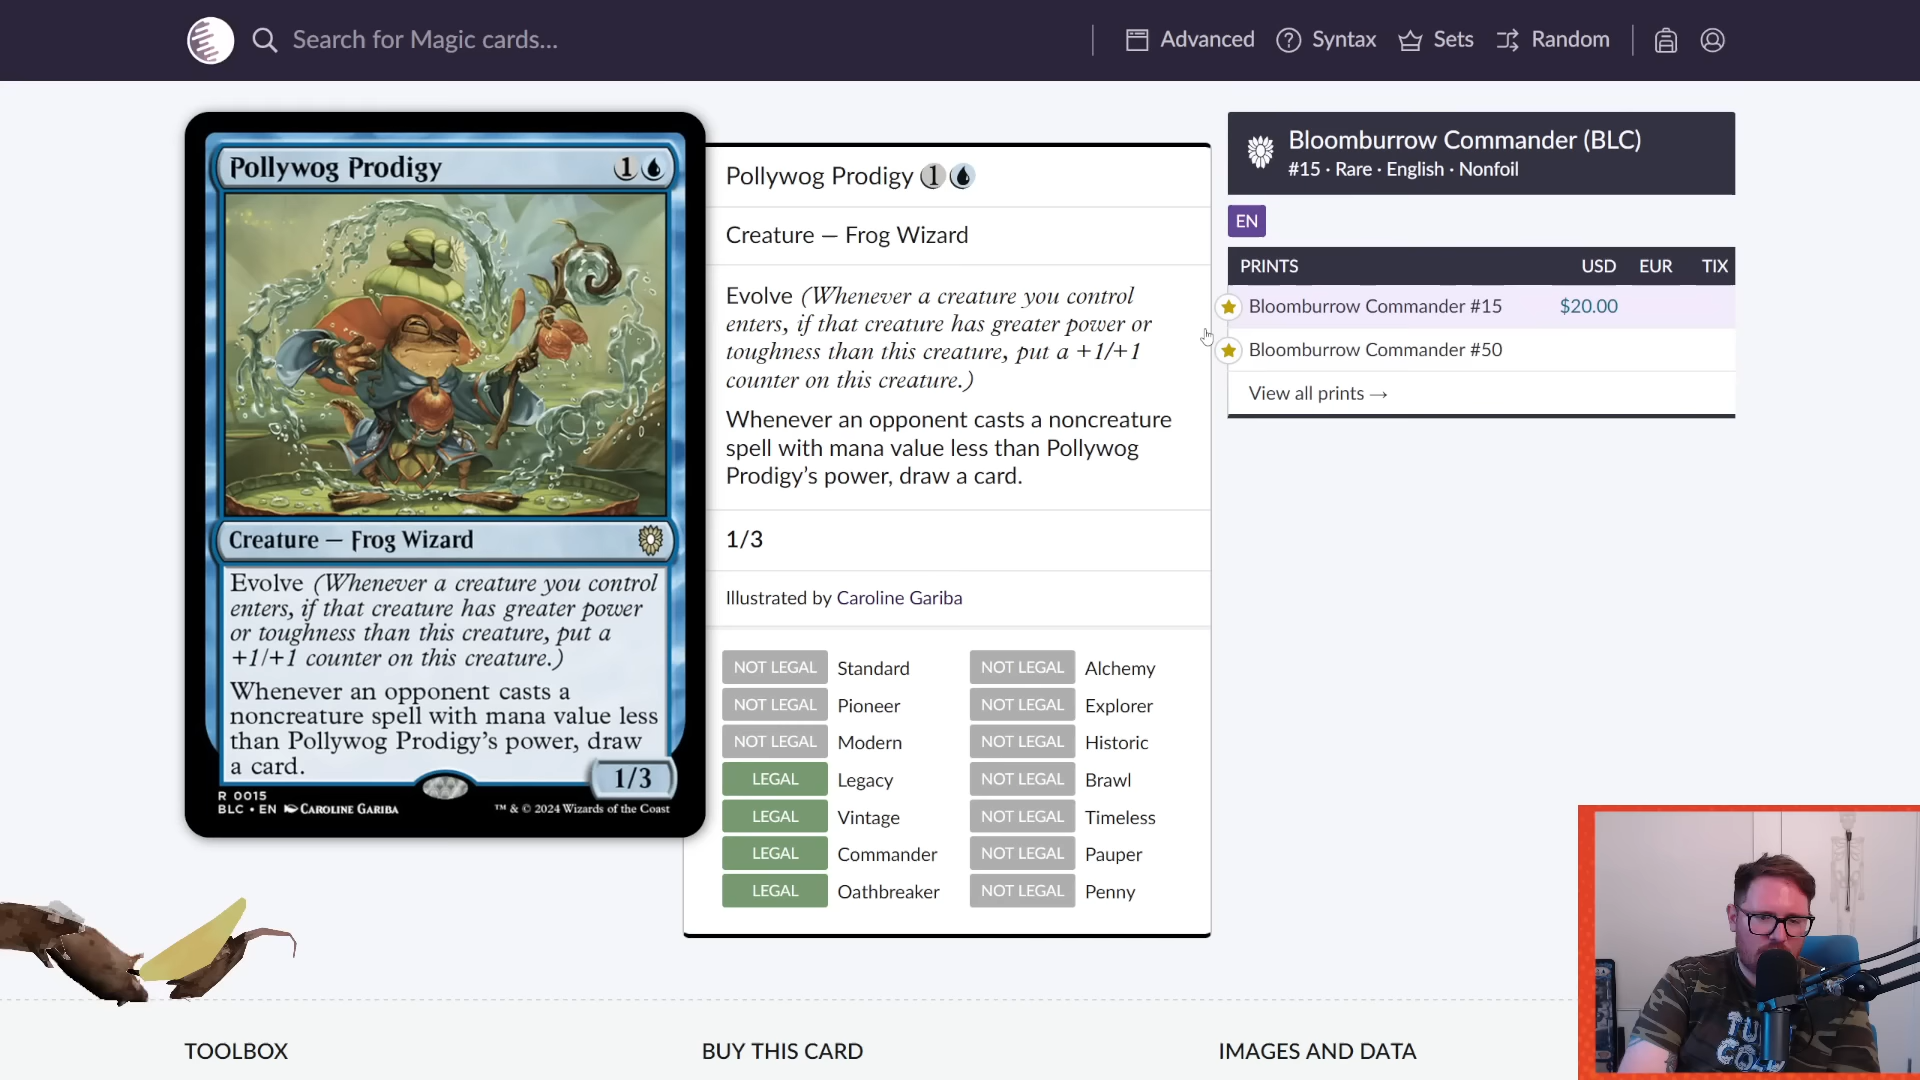 Search for Magic cards...
Advanced
Syntax
Sets
Random
Pollywog Prodigy 1
Creature — Frog Wizard
Evolve (Whenever a creature you control
enters, if that creature has greater power
or toughness than this creature, put a
+1/+1 counter on this creature.)
Whenever an opponent casts a
noncreature spell with mana value less
than Pollywog Prodigy's power, draw
a card.
1/3
R 0015
BLC • EN CAROLINE GARIBA
™ & © 2024 Wizards of the Coast
Pollywog Prodigy 1
Creature — Frog Wizard
Evolve (Whenever a creature you control
enters, if that creature has greater power or
toughness than this creature, put a +1/+1
counter on this creature.)
Whenever an opponent casts a noncreature
spell with mana value less than Pollywog
Prodigy's power, draw a card.
1/3
Illustrated by Caroline Gariba
NOT LEGAL Standard NOT LEGAL Alchemy
NOT LEGAL Pioneer NOT LEGAL Explorer
NOT LEGAL Modern NOT LEGAL Historic
LEGAL Legacy NOT LEGAL Brawl
LEGAL Vintage NOT LEGAL Timeless
LEGAL Commander NOT LEGAL Pauper
LEGAL Oathbreaker NOT LEGAL Penny
Bloomburrow Commander (BLC)
#15 · Rare · English · Nonfoil
EN
PRINTS USD EUR TIX
Bloomburrow Commander #15 $20.00
Bloomburrow Commander #50
View all prints →
TOOLBOX
BUY THIS CARD
IMAGES AND DATA